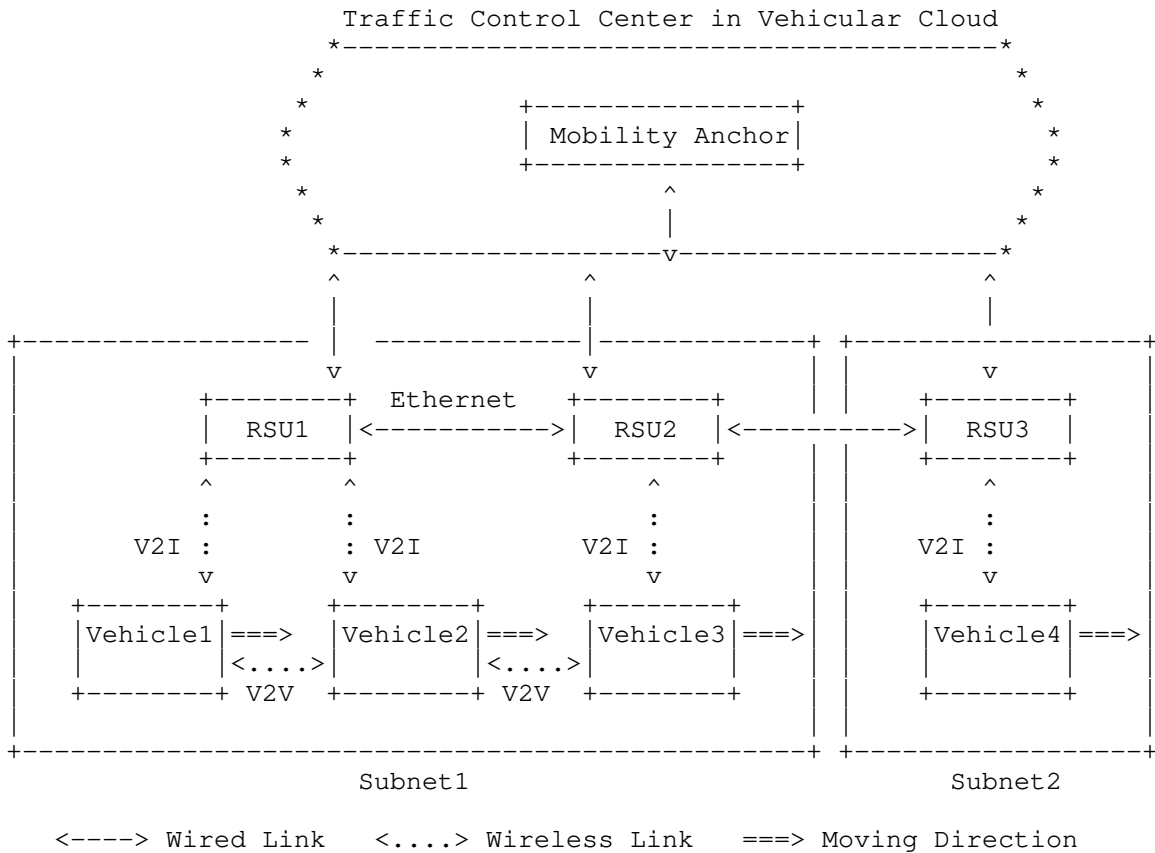 Traffic Control Center in Vehicular Cloud
Mobility Anchor
Ethernet
RSU1 RSU2 RSU3
V2I V2I V2I V2I
Vehicle1 ===> Vehicle2 ===> Vehicle3 ===> Vehicle4 ===>
<....> <....>
V2V V2V
Subnet1 Subnet2
<----> Wired Link <....> Wireless Link ===> Moving Direction